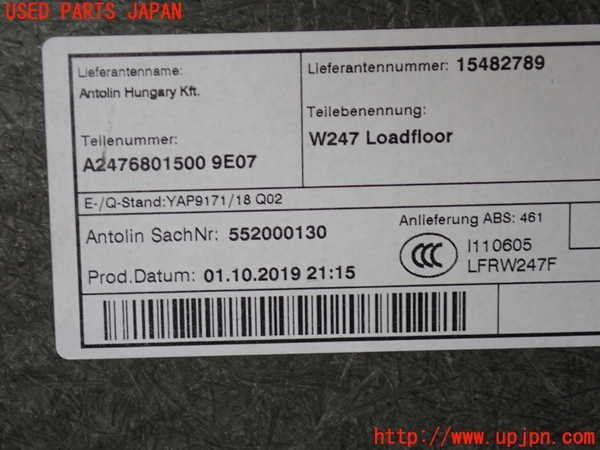 USED PARTS JAPAN
Lieferantenname:
Antolin Hungary Kft.
Lieferantennummer: 15482789
Teilebenennung:
W247 Loadfloor
Teilenummer:
A2476801500 9E07
E-/Q-Stand:YAP9171/18 Q02
Antolin SachNr: 552000130
Anlieferung ABS: 461
CCC
I110605
LFRW247F
Prod.Datum: 01.10.2019 21:15
http://www.upjpn.com/